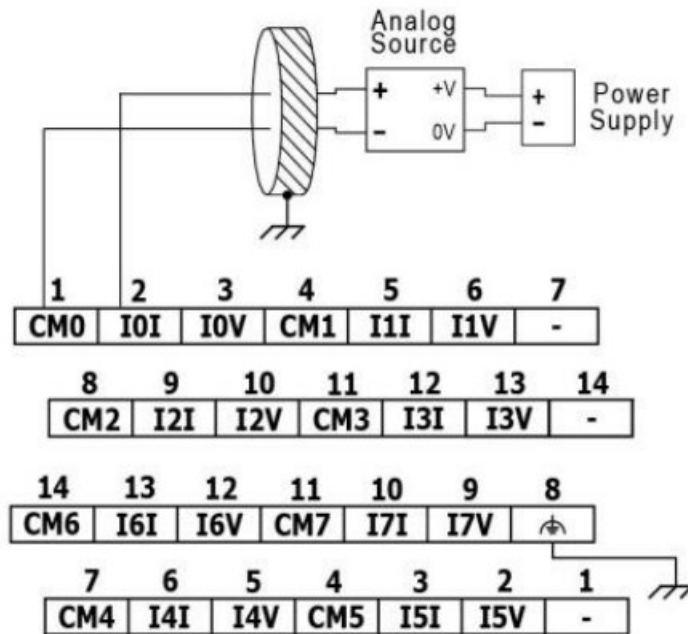 Analog
Source
+ +V + Power
- 0V - Supply
1 2 3 4 5 6 7
CM0 I0I I0V CM1 I1I I1V -
8 9 10 11 12 13 14
CM2 I2I I2V CM3 I3I I3V -
14 13 12 11 10 9 8
CM6 I6I I6V CM7 I7I I7V
7 6 5 4 3 2 1
CM4 I4I I4V CM5 I5I I5V -